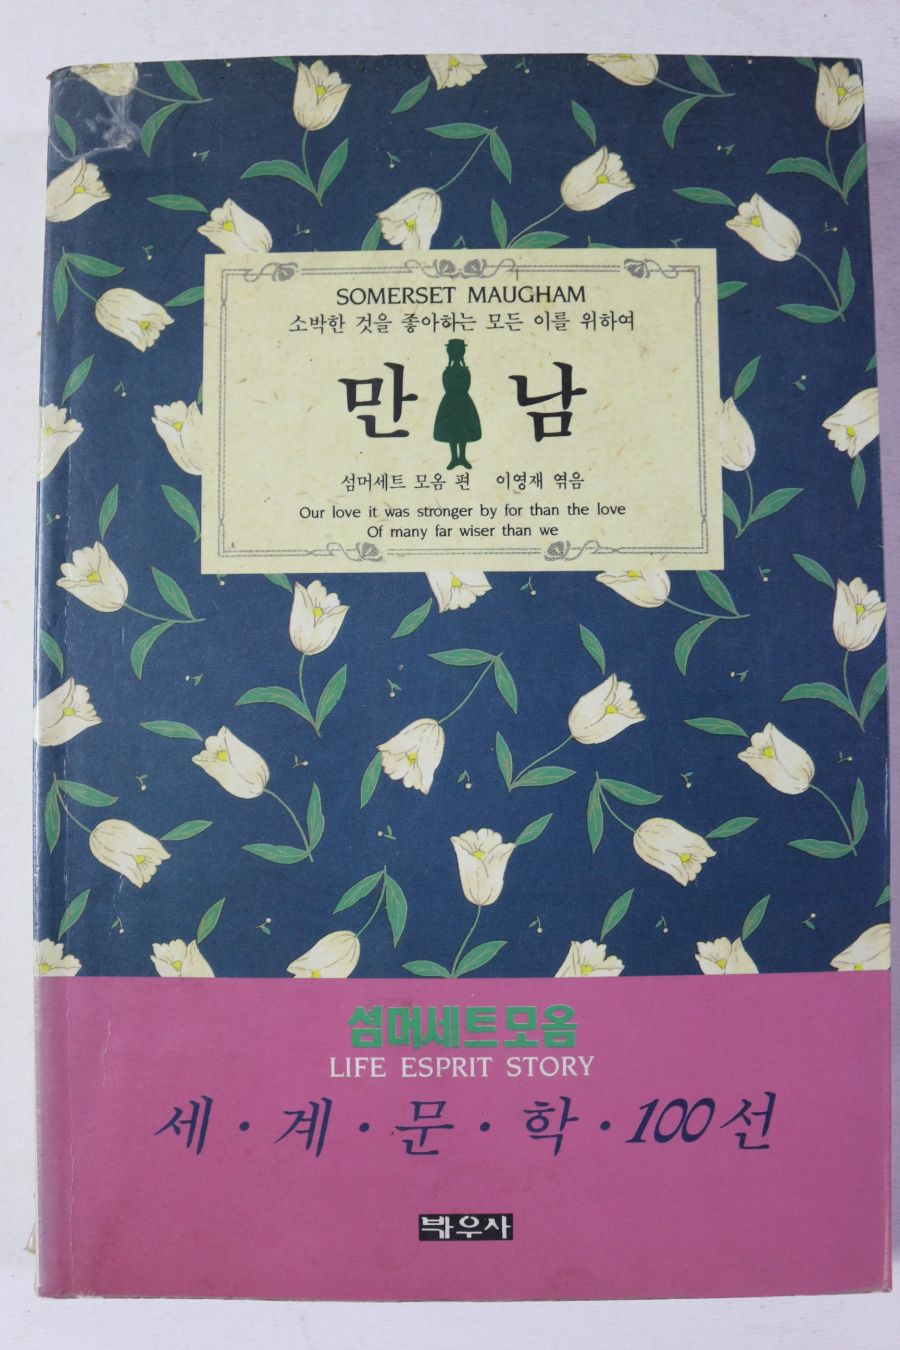 SOMERSET MAUGHAM
소박한 것을 좋아하는 모든 이를 위하여
만남
섬머세트 모옴 편 이영재 엮음
Our love it was stronger by for than the love
Of many far wiser than we
섬머세트모옴
LIFE ESPRIT STORY
세·계·문·학·100선
박우사